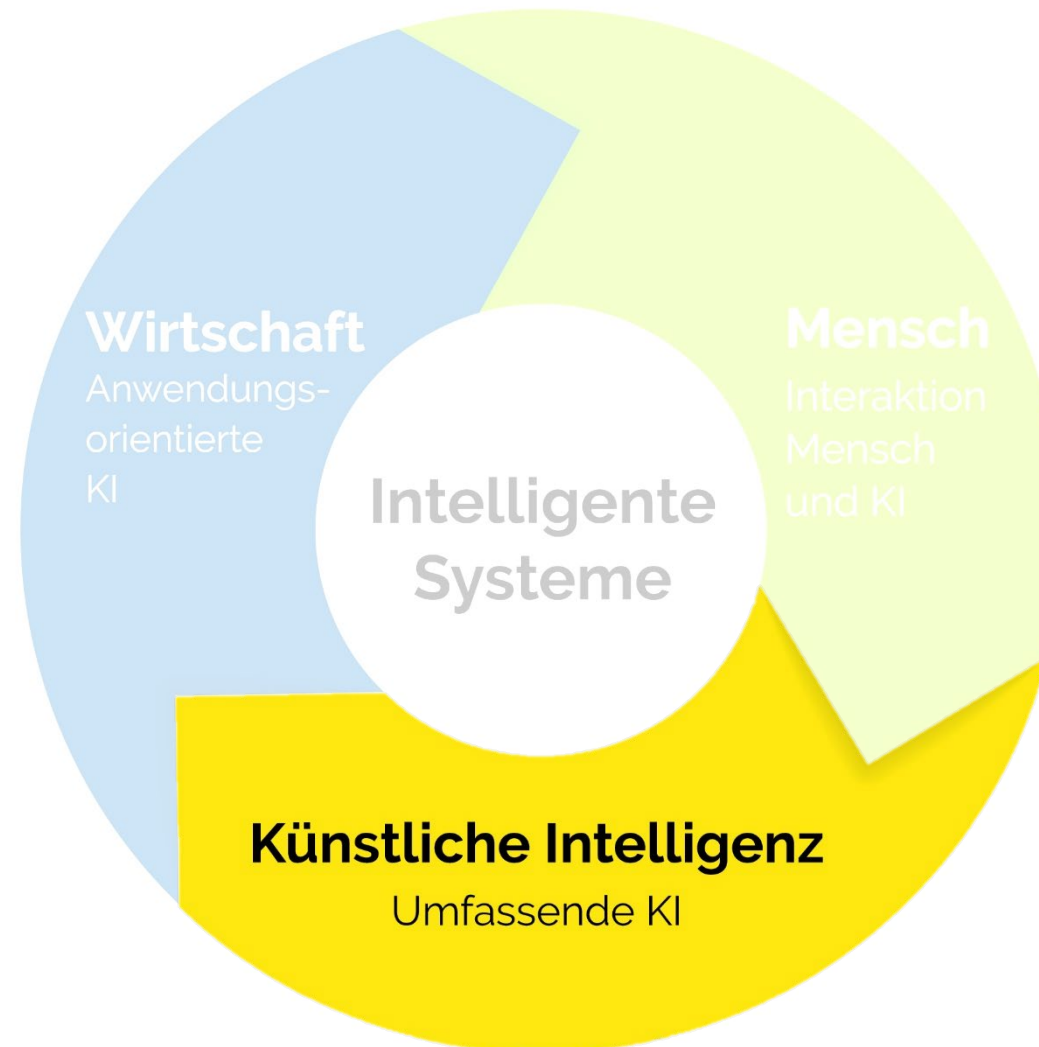 Wirtschaft
Anwendungs-
orientierte
KI
Mensch
Interaktion
Mensch
und KI
Intelligente
Systeme
Künstliche Intelligenz
Umfassende KI